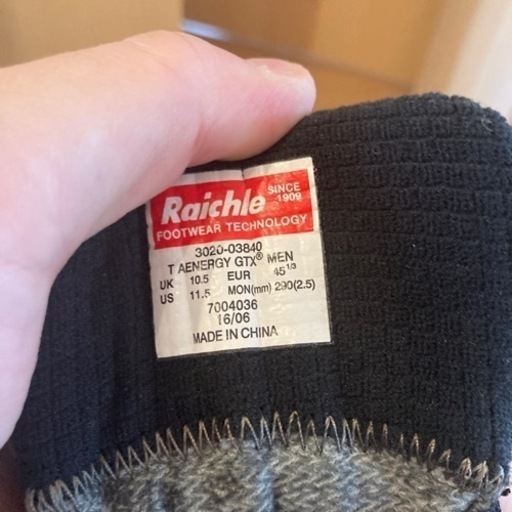 Raichle SINCE 1909
FOOTWEAR TECHNOLOGY
3020-03840
T AENERGY GTX® MEN
UK 10.5 EUR 45 1/3
US 11.5 MON(mm) 290(2.5)
7004036
16/06
MADE IN CHINA